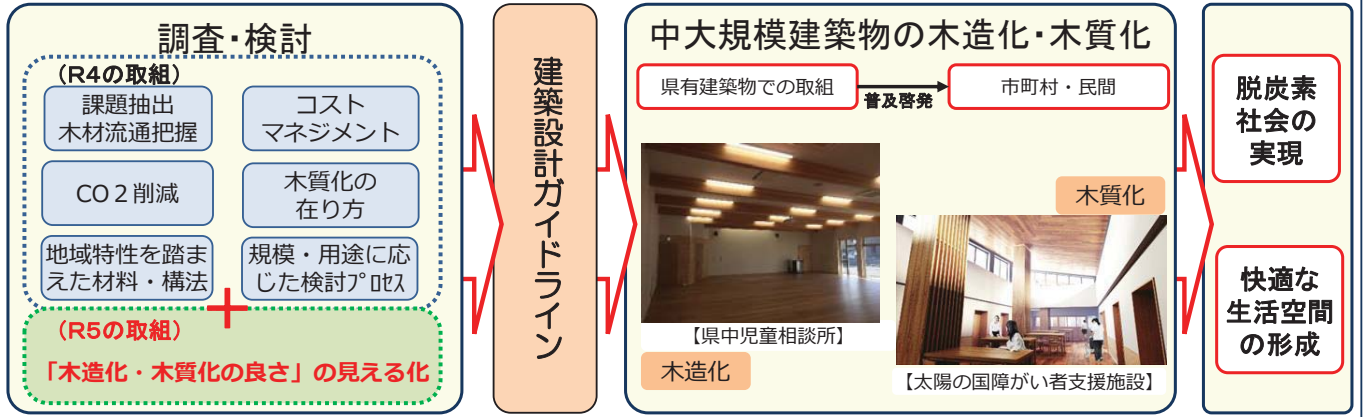 調査・検討
(R4の取組)
課題抽出
木材流通把握
コスト
マネジメント
CO2削減
木質化の
在り方
地域特性を踏ま
えた材料・構法
規模・用途に応
じた検討ﾌﾟﾛｾｽ
+
(R5の取組)
「木造化・木質化の良さ」の見える化
建築設計ガイドライン
中大規模建築物の木造化・木質化
県有建築物での取組
普及啓発
市町村・民間
木質化
【県中児童相談所】
木造化
【太陽の国障がい者支援施設】
脱炭素
社会の
実現
快適な
生活空間
の形成